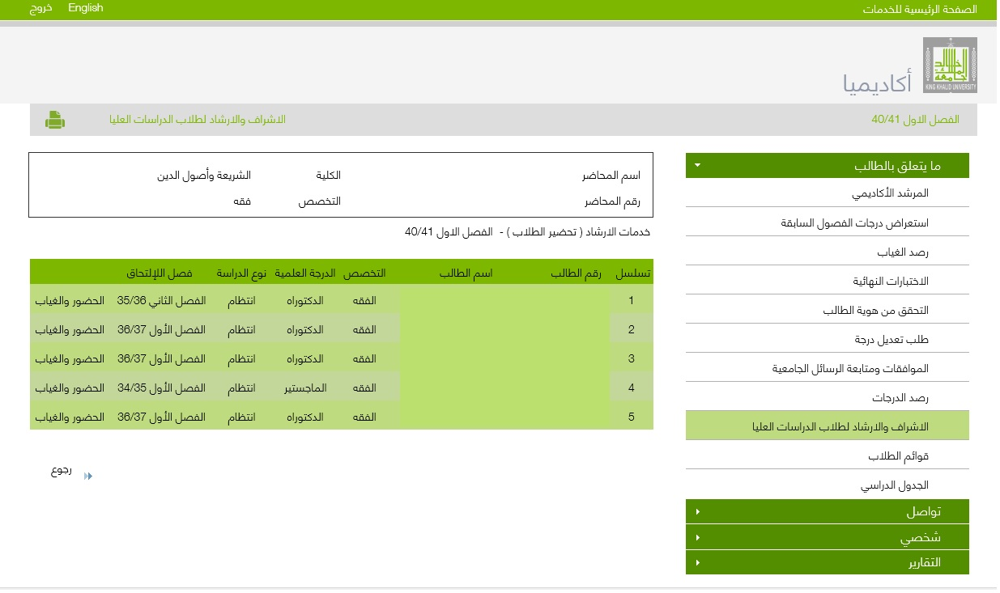 الصفحة الرئيسية للخدمات English خروج
جامعة الملك خالد
KING KHALID UNIVERSITY
أكاديميا
الفصل الاول 40/41 الاشراف والارشاد لطلاب الدراسات العليا
ما يتعلق بالطالب
المرشد الأكاديمي
استعراض درجات الفصول السابقة
رصد الغياب
الاختبارات النهائية
التحقق من هوية الطالب
طلب تعديل درجة
الموافقات ومتابعة الرسائل الجامعية
رصد الدرجات
الاشراف والارشاد لطلاب الدراسات العليا
قوائم الطلاب
الجدول الدراسي
تواصل
شخصي
التقارير
اسم المحاضر الكلية الشريعة وأصول الدين
رقم المحاضر التخصص فقه
خدمات الارشاد ( تحضير الطلاب ) - الفصل الاول 40/41
تسلسل رقم الطالب اسم الطالب التخصص الدرجة العلمية نوع الدراسة فصل اللإلتحاق
1 الفقه الدكتوراه انتظام الفصل الثاني 35/36 الحضور والغياب
2 الفقه الدكتوراه انتظام الفصل الأول 36/37 الحضور والغياب
3 الفقه الدكتوراه انتظام الفصل الأول 36/37 الحضور والغياب
4 الفقه الماجستير انتظام الفصل الأول 34/35 الحضور والغياب
5 الفقه الدكتوراه انتظام الفصل الأول 36/37 الحضور والغياب
رجوع